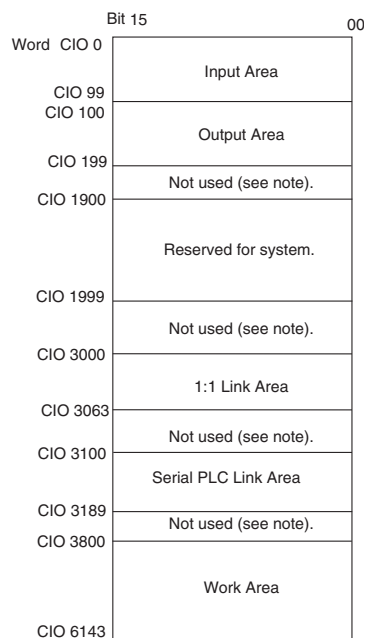 Bit 15 00
Word CIO 0
Input Area
CIO 99
CIO 100
Output Area
CIO 199
Not used (see note).
CIO 1900
Reserved for system.
CIO 1999
Not used (see note).
CIO 3000
1:1 Link Area
CIO 3063
Not used (see note).
CIO 3100
Serial PLC Link Area
CIO 3189
Not used (see note).
CIO 3800
Work Area
CIO 6143